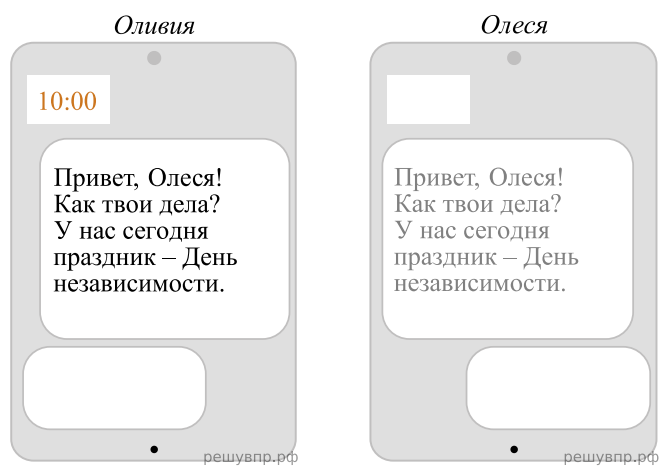 Оливия
10:00
Привет, Олеся!
Как твои дела?
У нас сегодня
праздник – День
независимости.
решувпр.рф
Олеся
Привет, Олеся!
Как твои дела?
У нас сегодня
праздник – День
независимости.
решувпр.рф